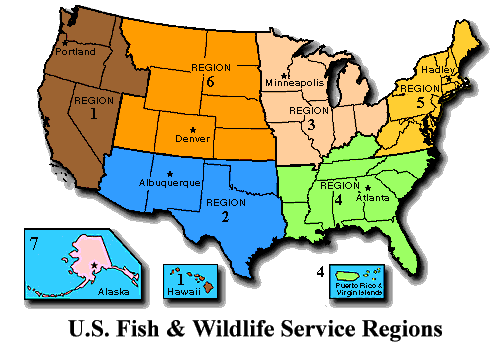 Portland
REGION
1
REGION
6
Denver
Minneapolis
REGION
3
Hadley
REGION
5
Albuquerque
REGION
2
REGION
4
Atlanta
7
Alaska
1
Hawaii
4
Puerto Rico &
Virgin Islands
U.S. Fish & Wildlife Service Regions